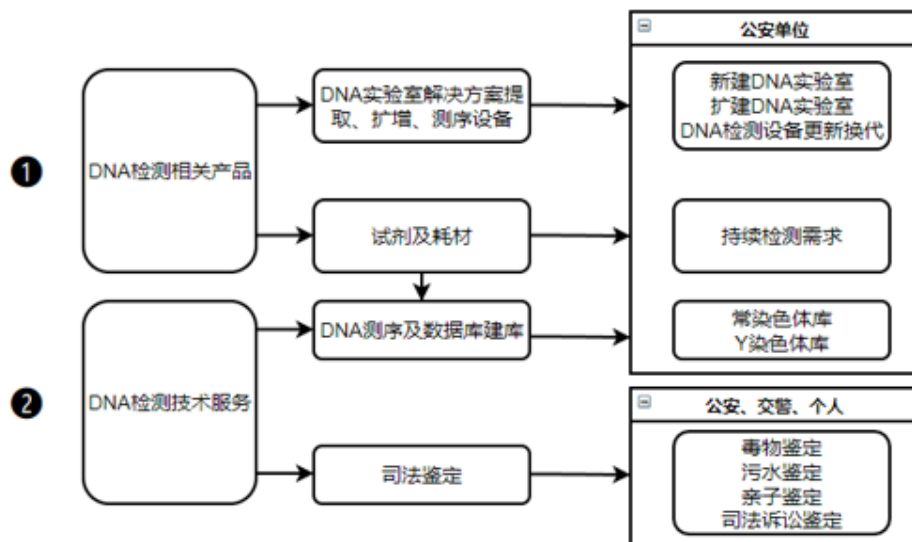 公安单位
DNA实验室解决方案提
取、扩增、测序设备
新建DNA实验室
扩建DNA实验室
DNA检测设备更新换代
❶
DNA检测相关产品
试剂及耗材
持续检测需求
DNA测序及数据库建库
常染色体库
Y染色体库
❷
DNA检测技术服务
公安、交警、个人
司法鉴定
毒物鉴定
污水鉴定
亲子鉴定
司法诉讼鉴定